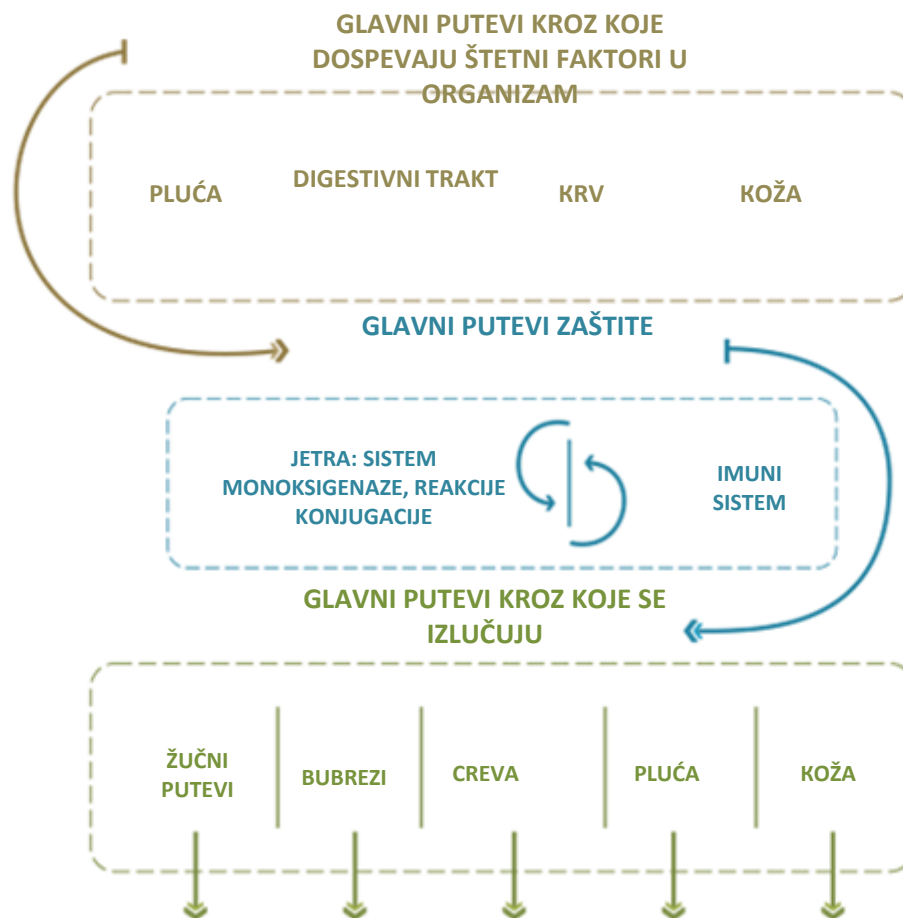 GLAVNI PUTEVI KROZ KOJE
DOSPEVAJU ŠTETNI FAKTORI U
ORGANIZAM
PLUĆA
DIGESTIVNI TRAKT
KRV
KOŽA
GLAVNI PUTEVI ZAŠTITE
JETRA: SISTEM
MONOKSIGENAZE, REAKCIJE
KONJUGACIJE
IMUNI
SISTEM
GLAVNI PUTEVI KROZ KOJE SE
IZLUČUJU
ŽUČNI
PUTEVI
BUBREZI
CREVA
PLUĆA
KOŽA